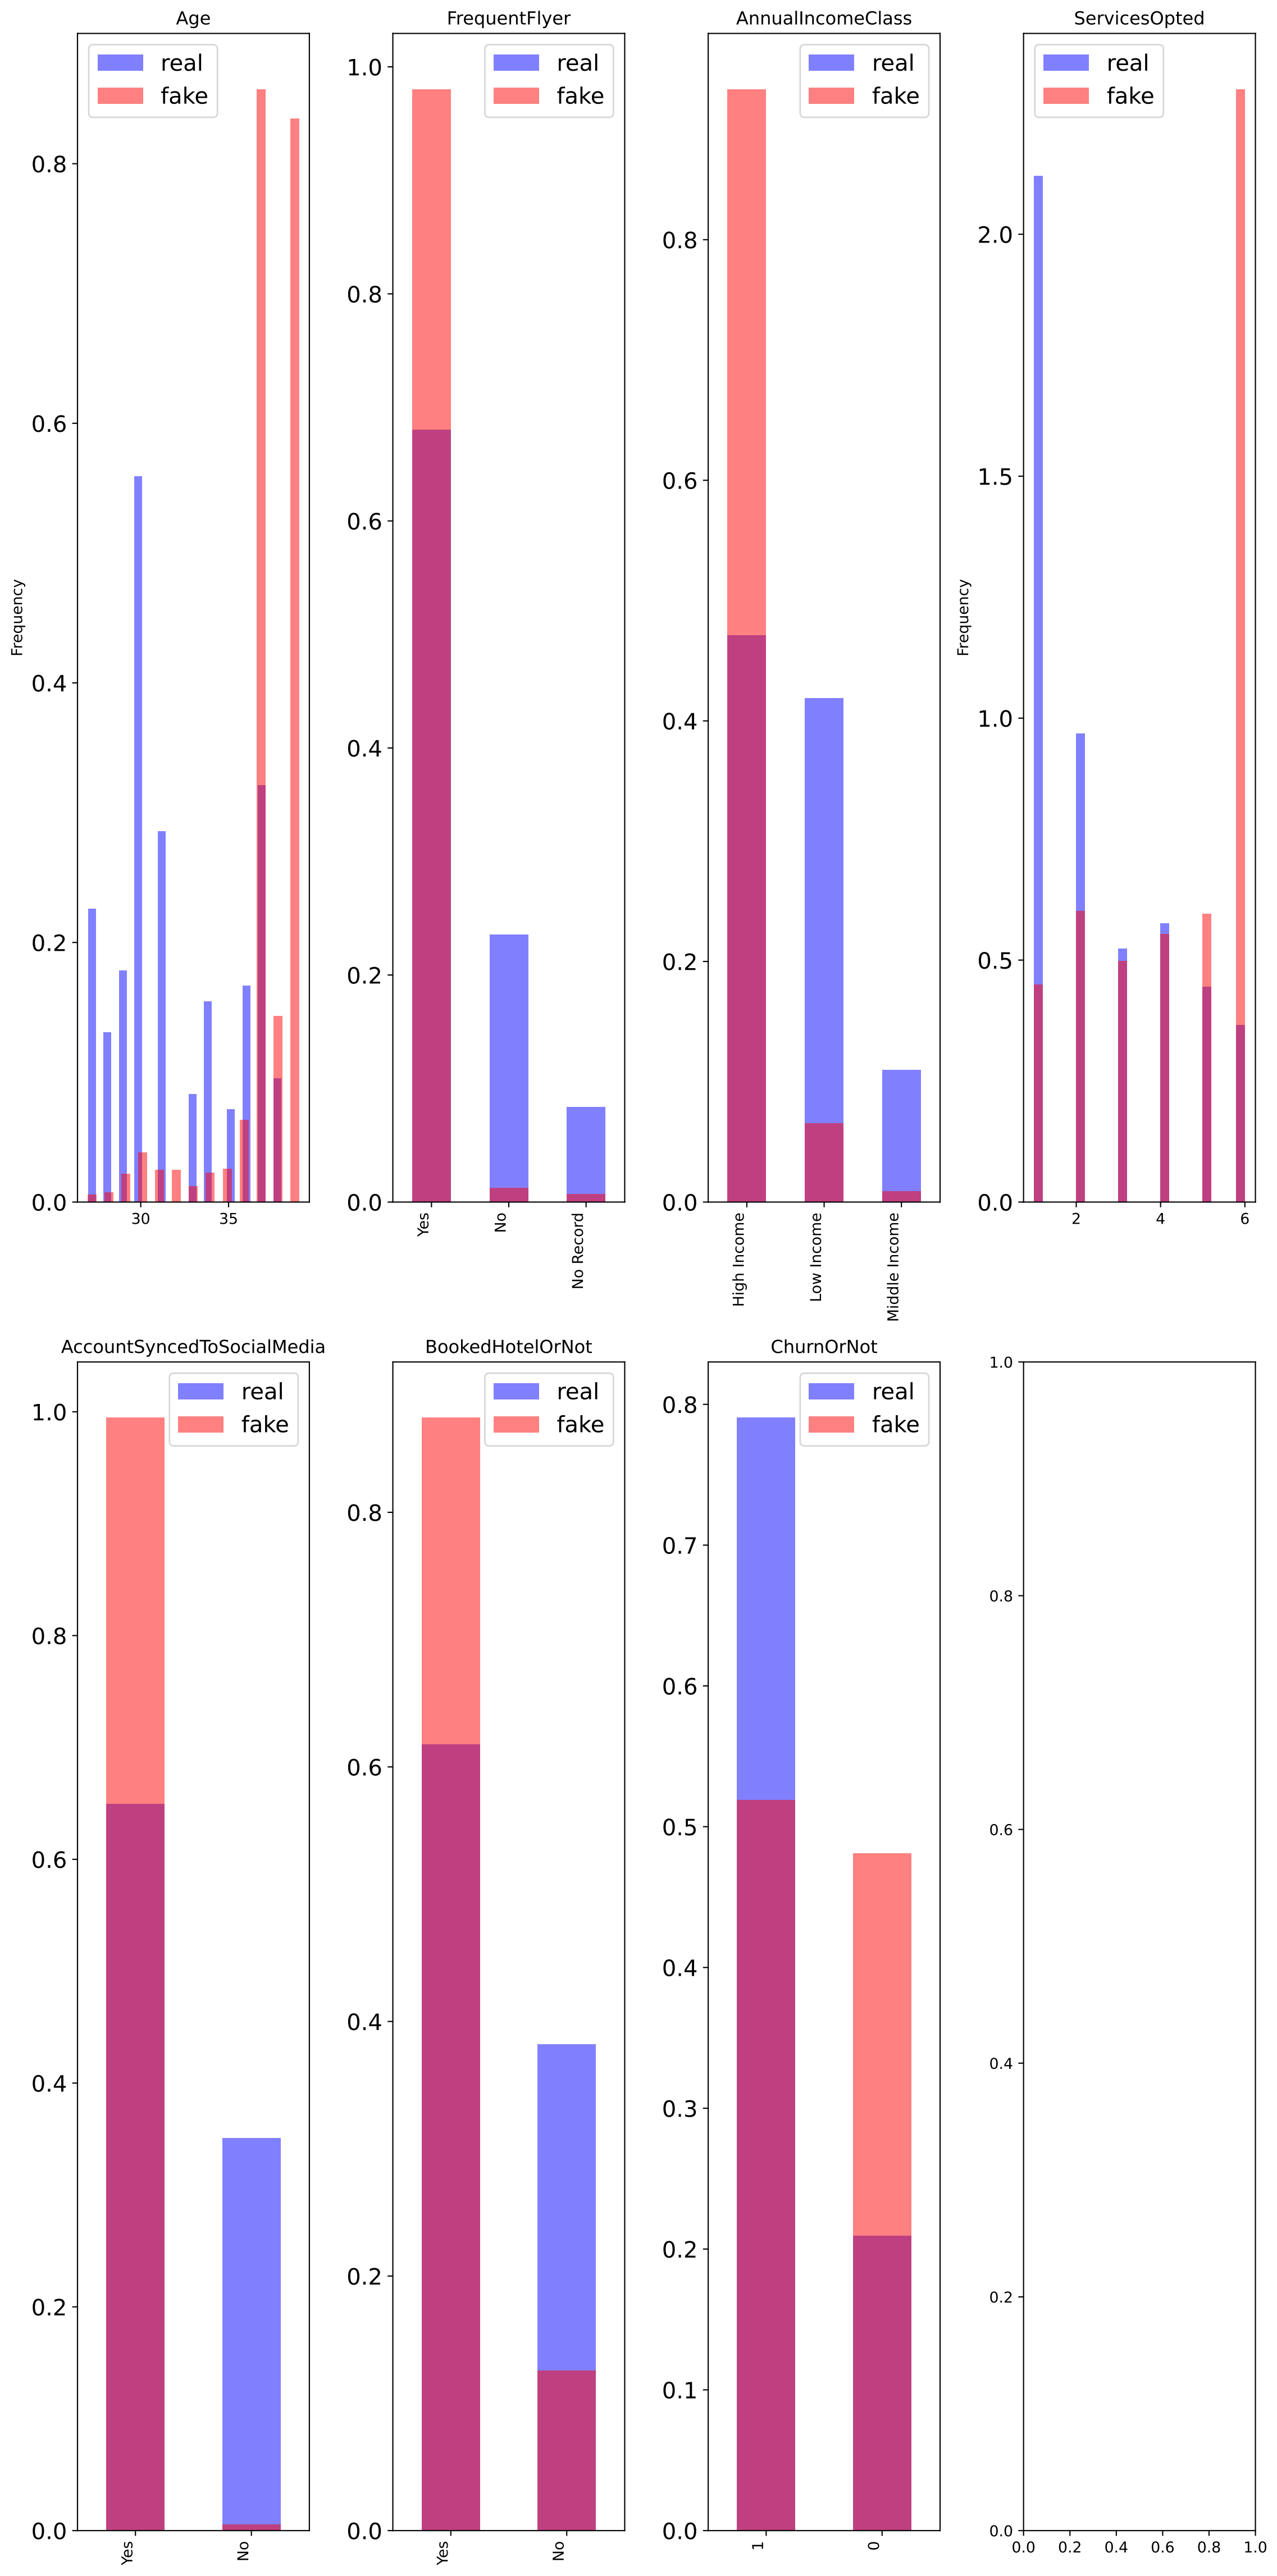 Age
real
fake
0.8
0.6
0.4
0.2
0.0
Frequency
30 35
FrequentFlyer
real
fake
1.0
0.8
0.6
0.4
0.2
0.0
Yes
No
No Record
AnnualIncomeClass
real
fake
0.8
0.6
0.4
0.2
0.0
High Income
Low Income
Middle Income
ServicesOpted
real
fake
2.0
1.5
1.0
0.5
0.0
Frequency
2 4 6
AccountSyncedToSocialMedia
real
fake
1.0
0.8
0.6
0.4
0.2
0.0
Yes
No
BookedHotelOrNot
real
fake
0.8
0.6
0.4
0.2
0.0
Yes
No
ChurnOrNot
real
fake
0.8
0.7
0.6
0.5
0.4
0.3
0.2
0.1
0.0
1
0
1.0
0.8
0.6
0.4
0.2
0.0
0.0 0.2 0.4 0.6 0.8 1.0